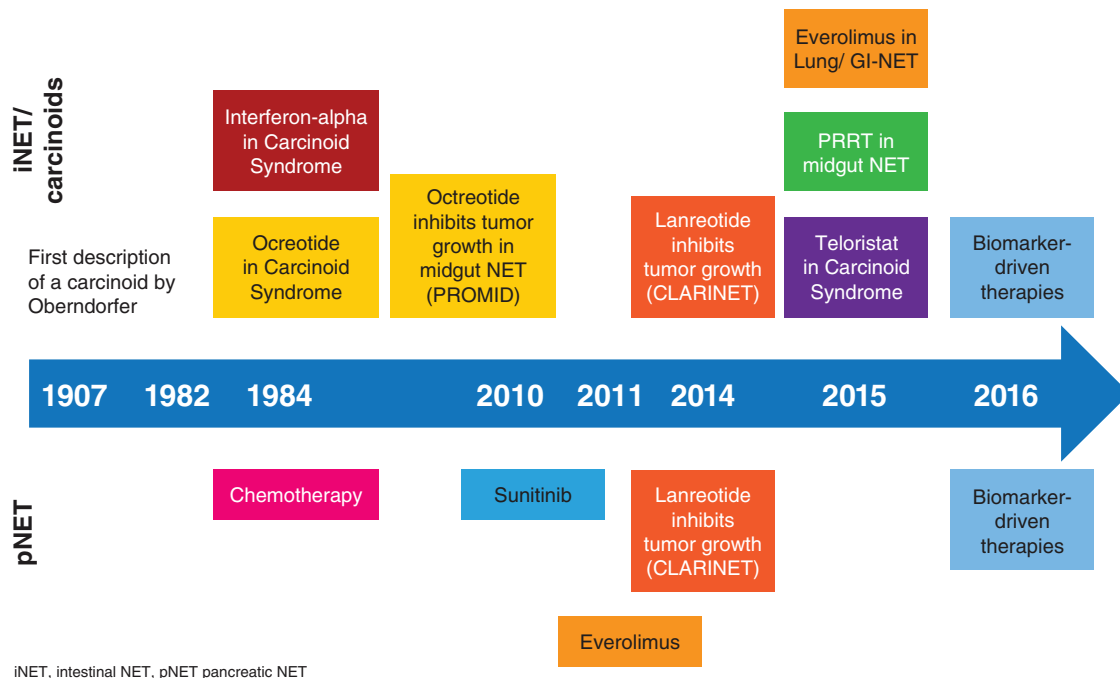 iNET/
carcinoids
First description
of a carcinoid by
Oberndorfer
Interferon-alpha
in Carcinoid
Syndrome
Ocreotide
in Carcinoid
Syndrome
Octreotide
inhibits tumor
growth in
midgut NET
(PROMID)
Lanreotide
inhibits
tumor growth
(CLARINET)
Everolimus in
Lung/ GI-NET
PRRT in
midgut NET
Teloristat
in Carcinoid
Syndrome
Biomarker-
driven
therapies
1907 1982 1984 2010 2011 2014 2015 2016
pNET
Chemotherapy
Sunitinib
Everolimus
Lanreotide
inhibits
tumor growth
(CLARINET)
Biomarker-
driven
therapies
iNET, intestinal NET, pNET pancreatic NET